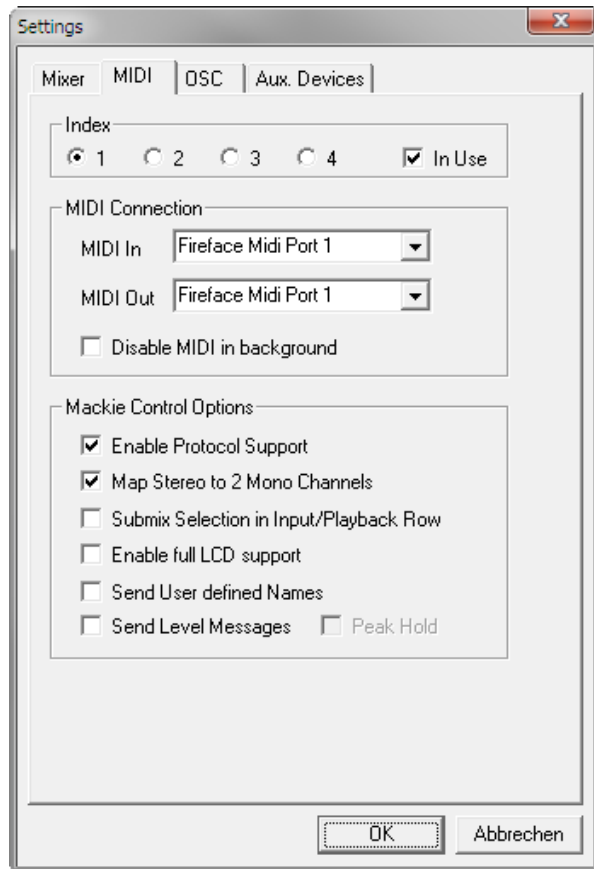 Settings
Mixer MIDI OSC Aux. Devices
Index
1 2 3 4 In Use
MIDI Connection
MIDI In Fireface Midi Port 1
MIDI Out Fireface Midi Port 1
Disable MIDI in background
Mackie Control Options
Enable Protocol Support
Map Stereo to 2 Mono Channels
Submix Selection in Input/Playback Row
Enable full LCD support
Send User defined Names
Send Level Messages Peak Hold
OK Abbrechen